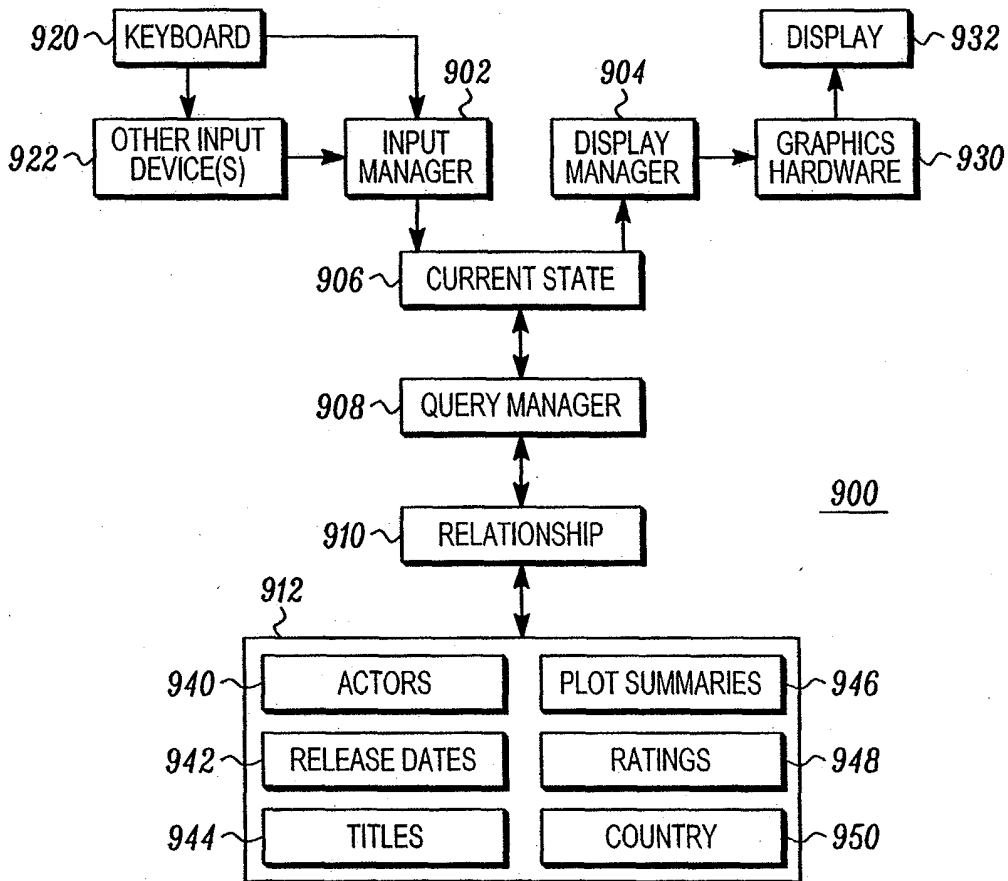 920 KEYBOARD
DISPLAY 932
902
904
922 OTHER INPUT
DEVICE(S)
INPUT
MANAGER
DISPLAY
MANAGER
GRAPHICS
HARDWARE 930
906 CURRENT STATE
908 QUERY MANAGER
900
910 RELATIONSHIP
912
940 ACTORS
PLOT SUMMARIES 946
942 RELEASE DATES
RATINGS 948
944 TITLES
COUNTRY 950